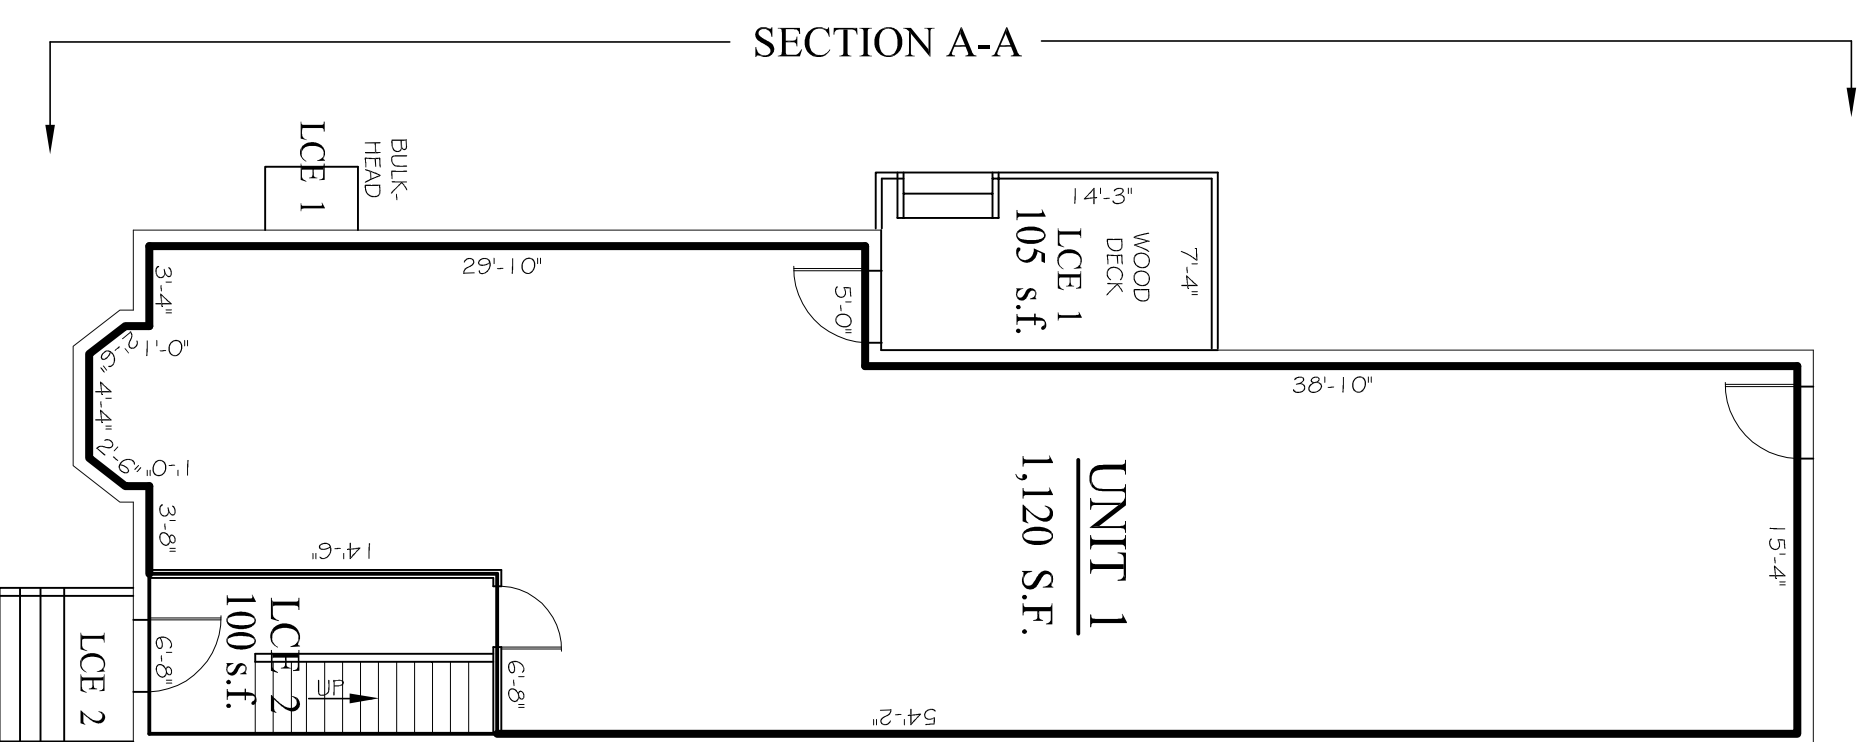 SECTION A-A
BULK-
HEAD
LCE 1
14'-3"
7'-4"
WOOD
DECK
LCE 1
105 s.f.
29'-10"
3'-4"
1'-0"
2'-6"
4'-4"
2'-6"
1'-0"
3'-8"
5'-0"
38'-10"
UNIT 1
1,120 S.F.
15'-4"
14'-6"
LCE 2
100 s.f.
6'-8"
UP
6'-8"
LCE 2
54'-2"